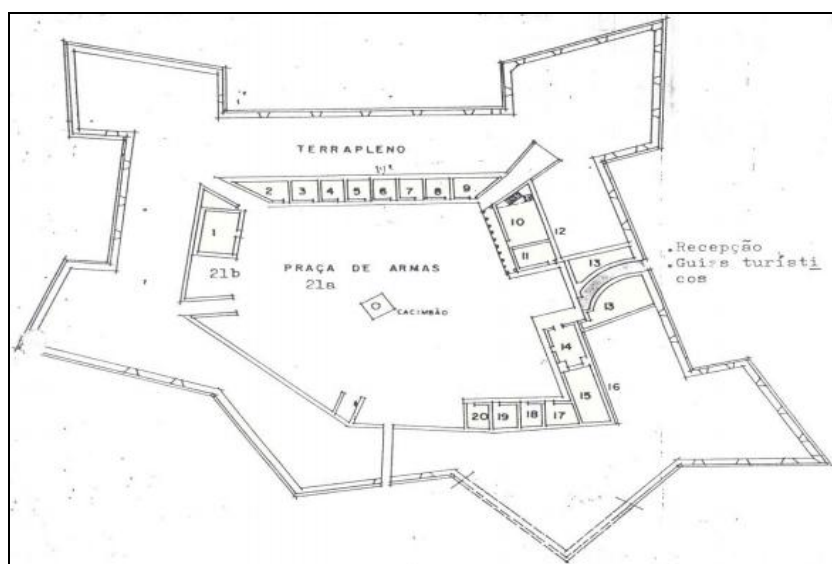 TERRAPLENO
2 3 4 5 6 7 8 9
1
10
11
12
13
.Recepção
.Guias turísti
cos
21b
PRAÇA DE ARMAS
21a
CACIMBÃO
13
14
15
16
20 19 18 17